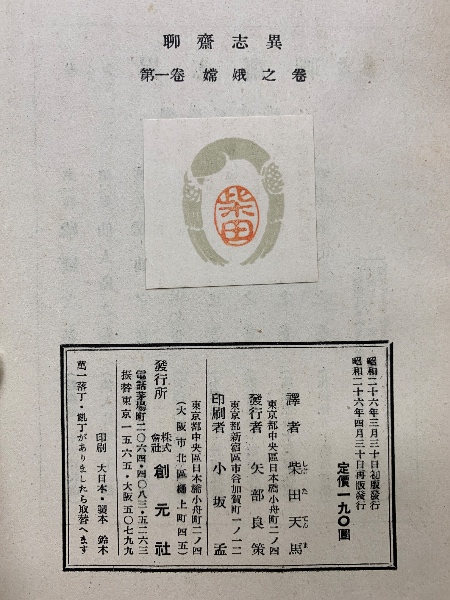 聊齋志異
第一卷 嫦娥之卷
柴田
昭和二十六年三月三十日初版發行
昭和二十六年四月三十日再版發行
定價一九〇圓
譯者 柴田天馬
東京都中央區日本橋小舟町二ノ四
發行者 矢部良策
東京都新宿區市谷加賀町一ノ一二
印刷者 小坂孟
東京都中央區日本橋小舟町二ノ四
(大阪市北區樋上町四五)
發行所 株式會社 創元社
電話茅場町二〇六四・四〇八三・五二六三
振替東京一五六五・大阪五〇七九九
印刷 大日本・製本 鈴木
萬一落丁・亂丁がありましたら取替へます